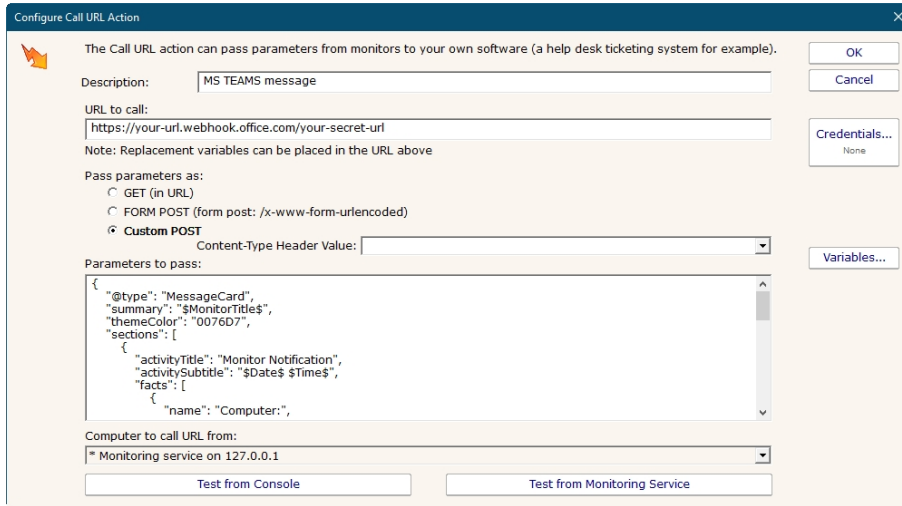 Configure Call URL Action
The Call URL action can pass parameters from monitors to your own software (a help desk ticketing system for example).
OK
Description: MS TEAMS message
Cancel
URL to call:
https://your-url.webhook.office.com/your-secret-url
Credentials...
None
Note: Replacement variables can be placed in the URL above
Pass parameters as:
GET (in URL)
FORM POST (form post: /x-www-form-urlencoded)
Custom POST
Content-Type Header Value:
Variables...
Parameters to pass:
{
"@type": "MessageCard",
"summary": "$MonitorTitle$",
"themeColor": "0076D7",
"sections": [
{
"activityTitle": "Monitor Notification",
"activitySubtitle": "$Date$ $Time$",
"facts": [
{
"name": "Computer:",
Computer to call URL from:
* Monitoring service on 127.0.0.1
Test from Console
Test from Monitoring Service